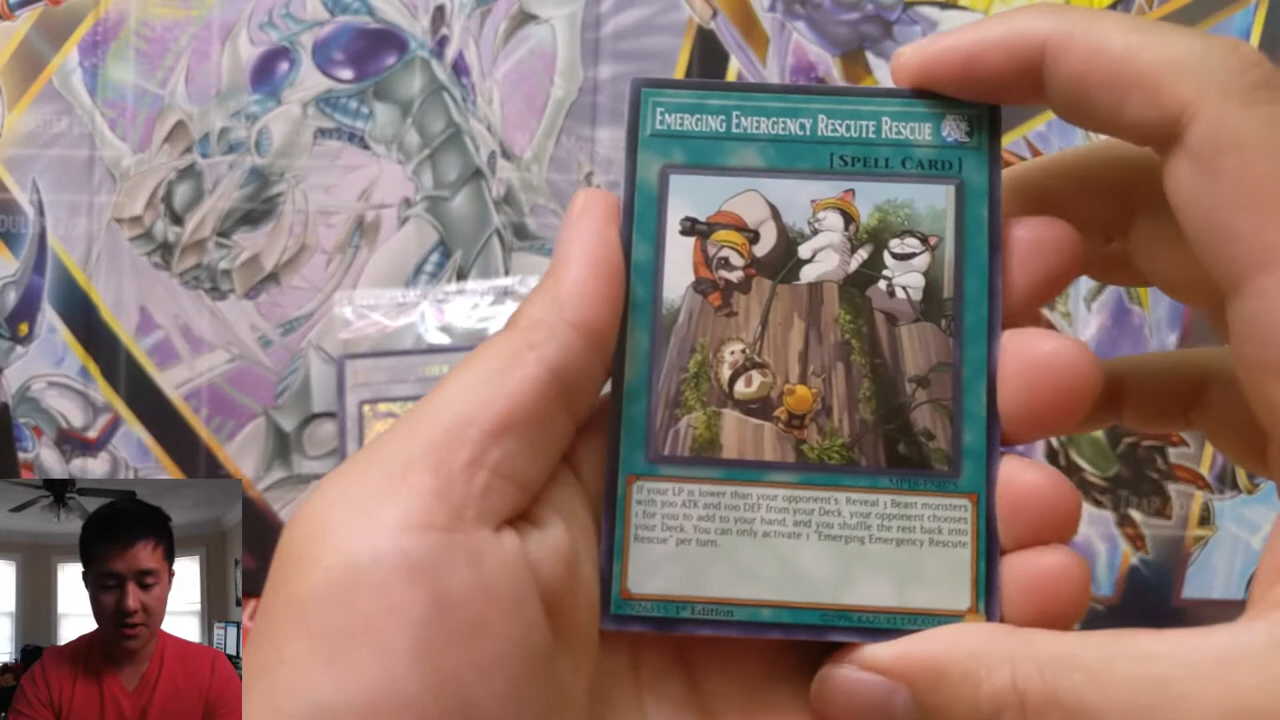 EMERGING EMERGENCY RESCUTE RESCUE
[SPELL CARD]
MP18-EN075
If your LP is lower than your opponent's: Reveal 3 Beast monsters
with 300 ATK and 100 DEF from your Deck, your opponent chooses
1 for you to add to your hand, and you shuffle the rest back into
your Deck. You can only activate 1 "Emerging Emergency Rescute
Rescue" per turn.
1st Edition
©1996 KAZUKI